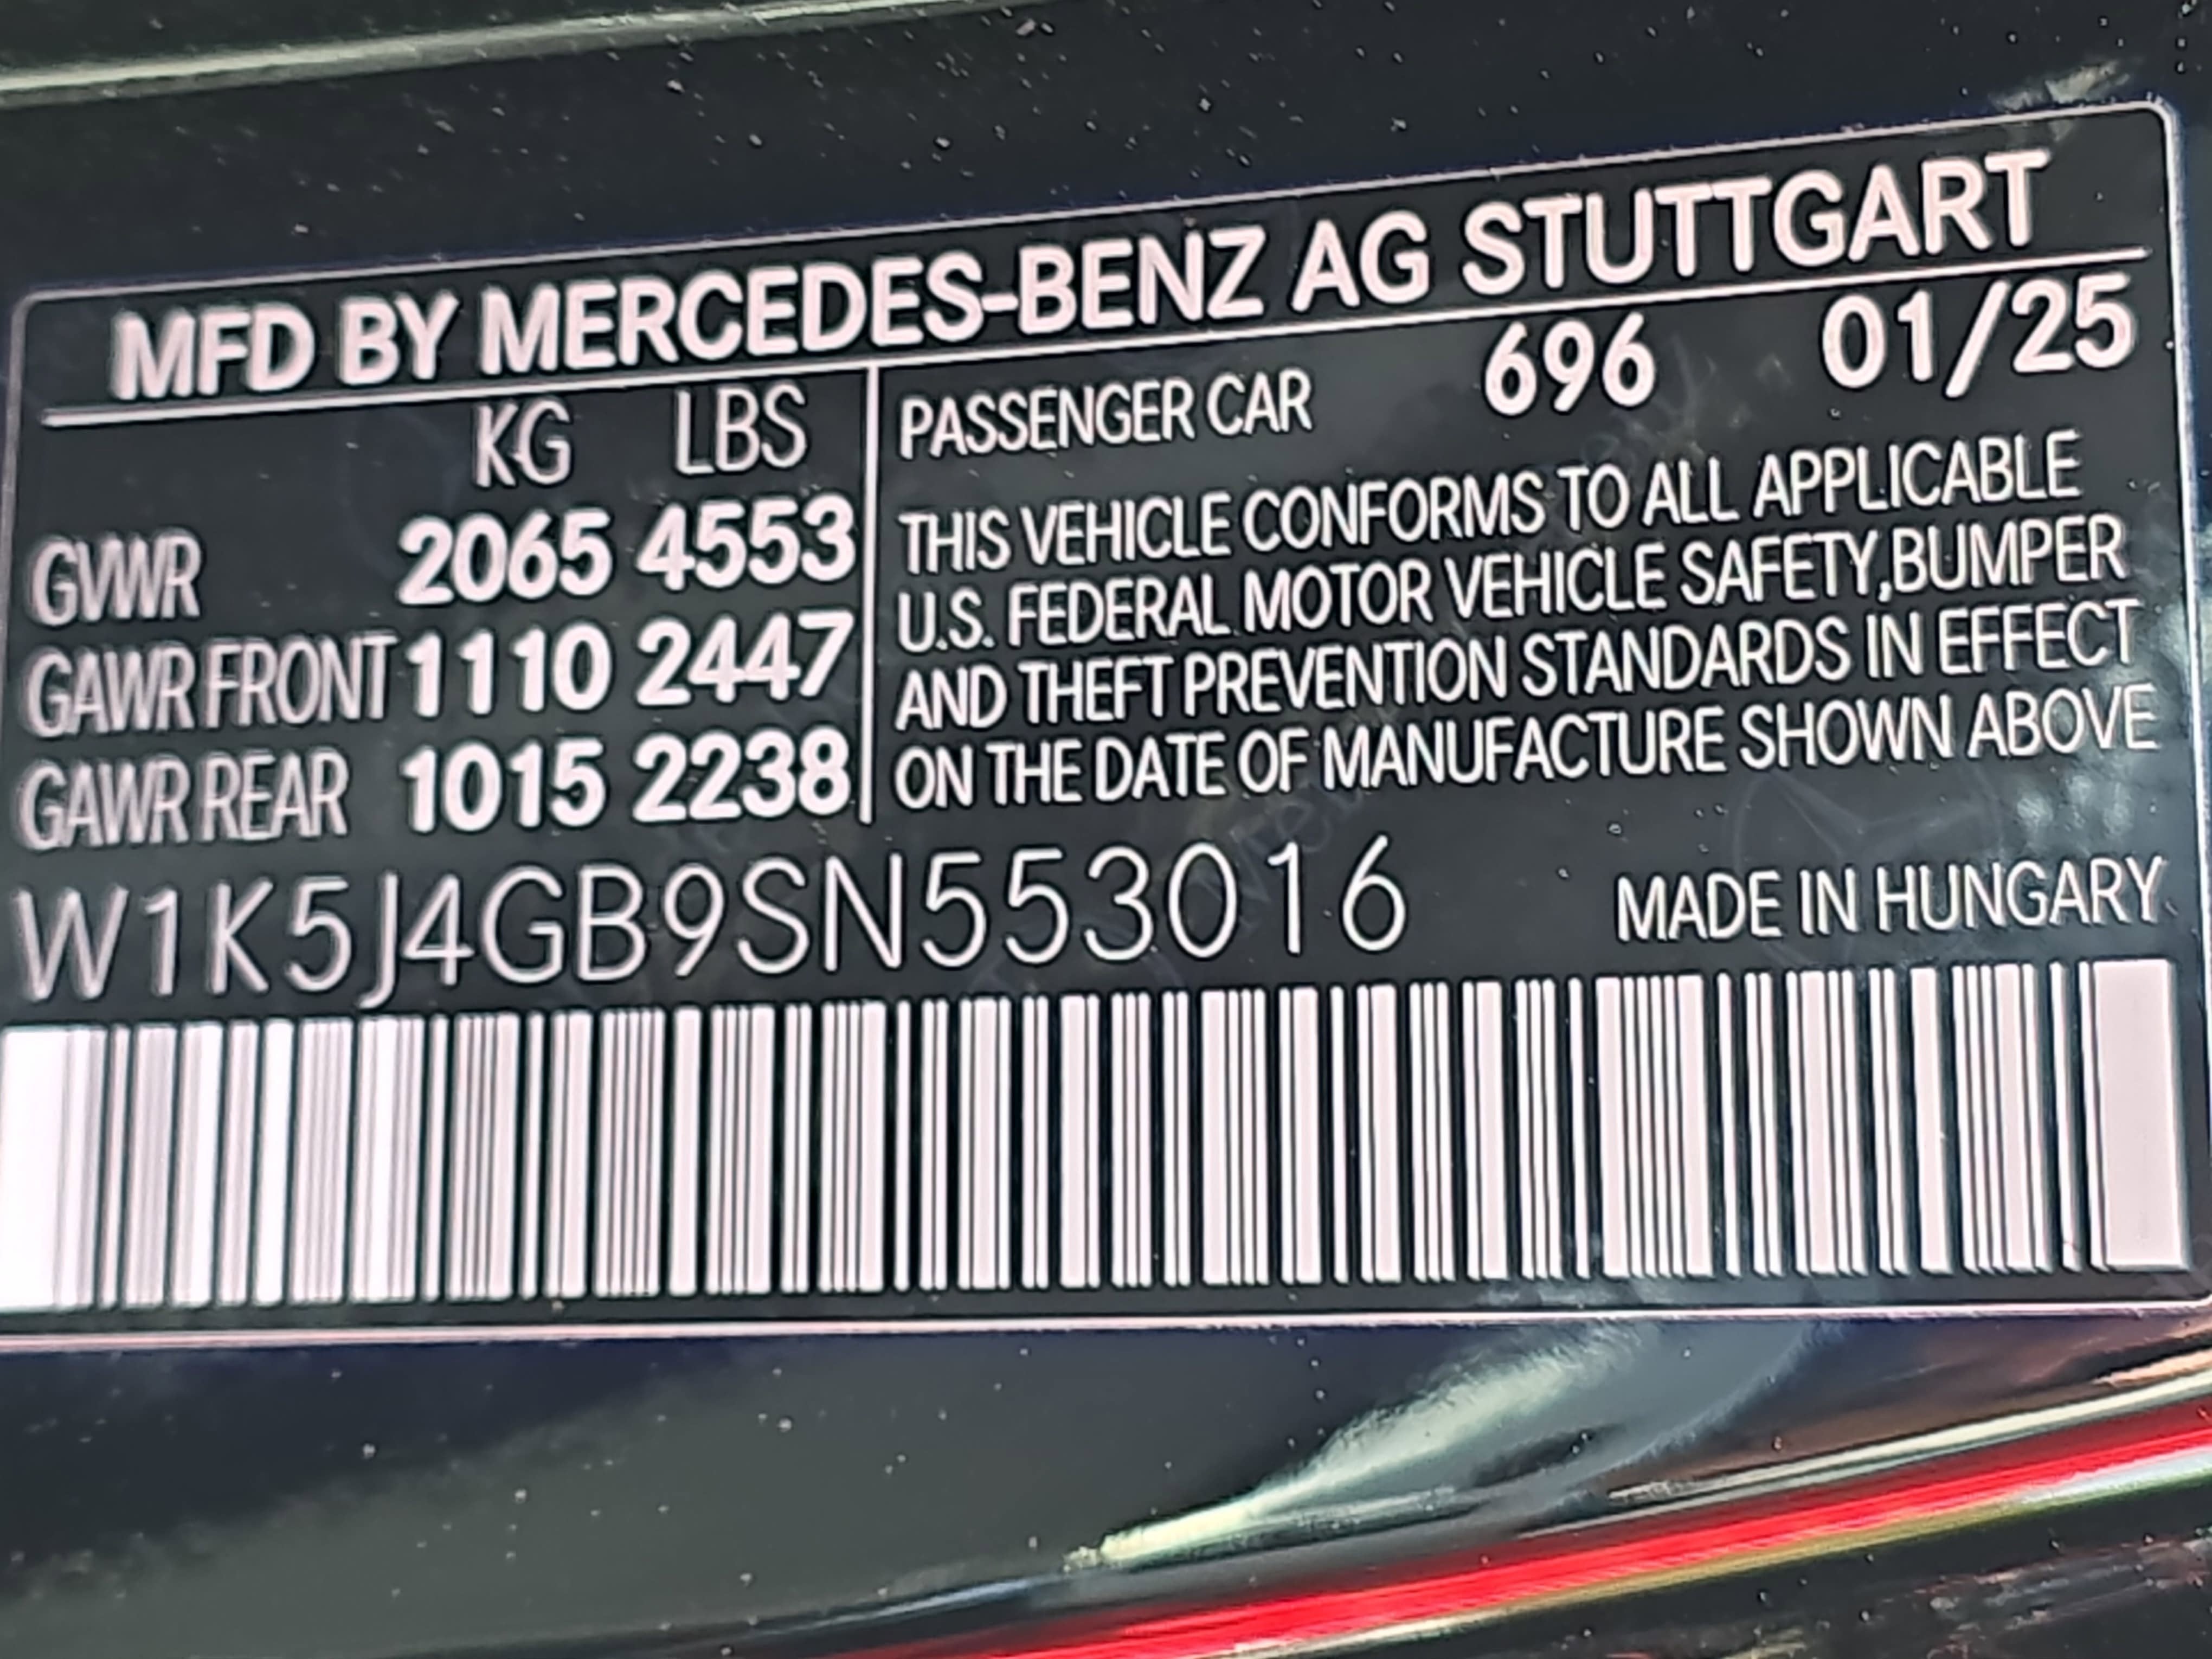 MFD BY MERCEDES-BENZ AG STUTTGART
KG LBS
GVWR 2065 4553
GAWR FRONT 1110 2447
GAWR REAR 1015 2238
PASSENGER CAR 696 01/25
THIS VEHICLE CONFORMS TO ALL APPLICABLE
U.S. FEDERAL MOTOR VEHICLE SAFETY,BUMPER
AND THEFT PREVENTION STANDARDS IN EFFECT
ON THE DATE OF MANUFACTURE SHOWN ABOVE
W1K5J4GB9SN553016
MADE IN HUNGARY